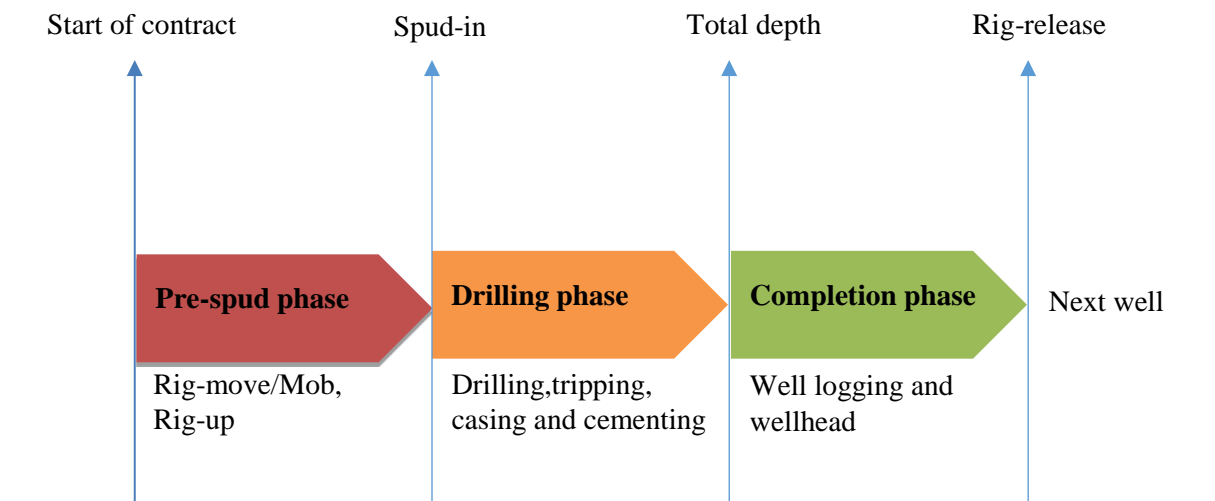 Start of contract
Spud-in
Total depth
Rig-release
Pre-spud phase
Drilling phase
Completion phase
Next well
Rig-move/Mob,
Rig-up
Drilling,tripping,
casing and cementing
Well logging and
wellhead